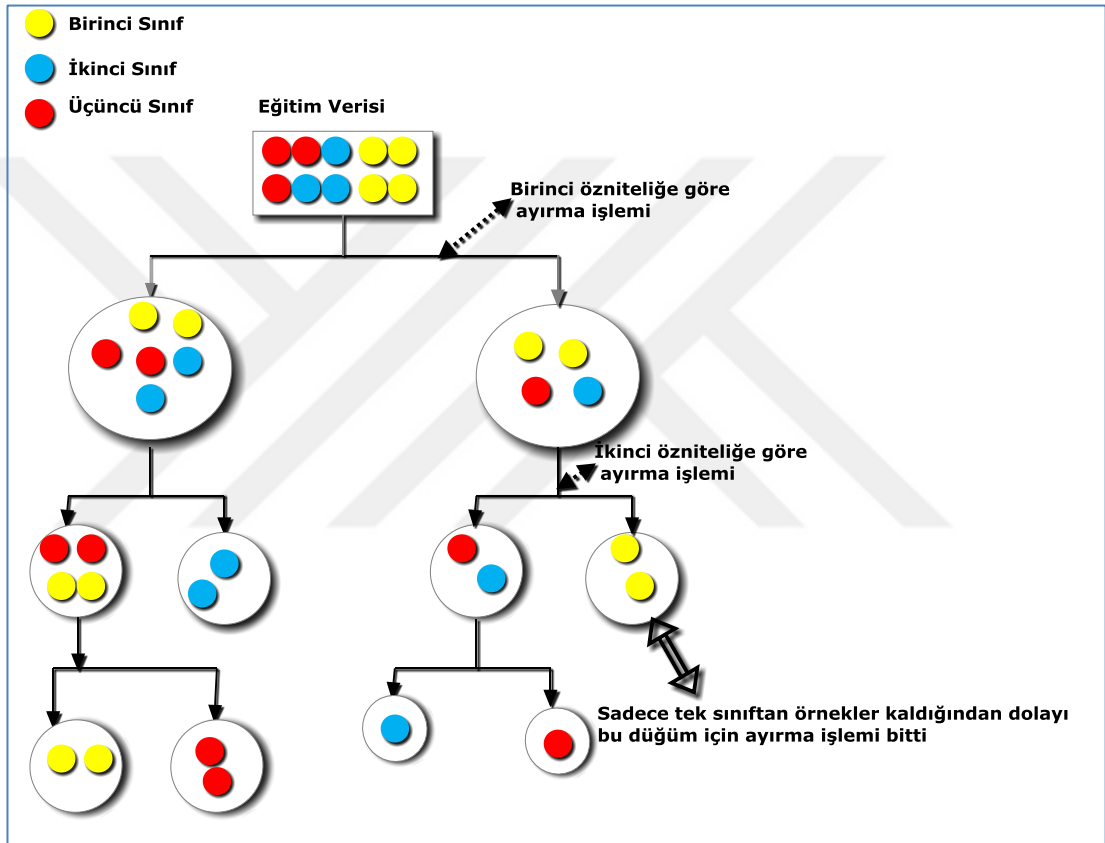 Birinci Sınıf
İkinci Sınıf
Üçüncü Sınıf
Eğitim Verisi
Birinci özniteliğe göre
ayırma işlemi
İkinci özniteliğe göre
ayırma işlemi
Sadece tek sınıftan örnekler kaldığından dolayı
bu düğüm için ayırma işlemi bitti